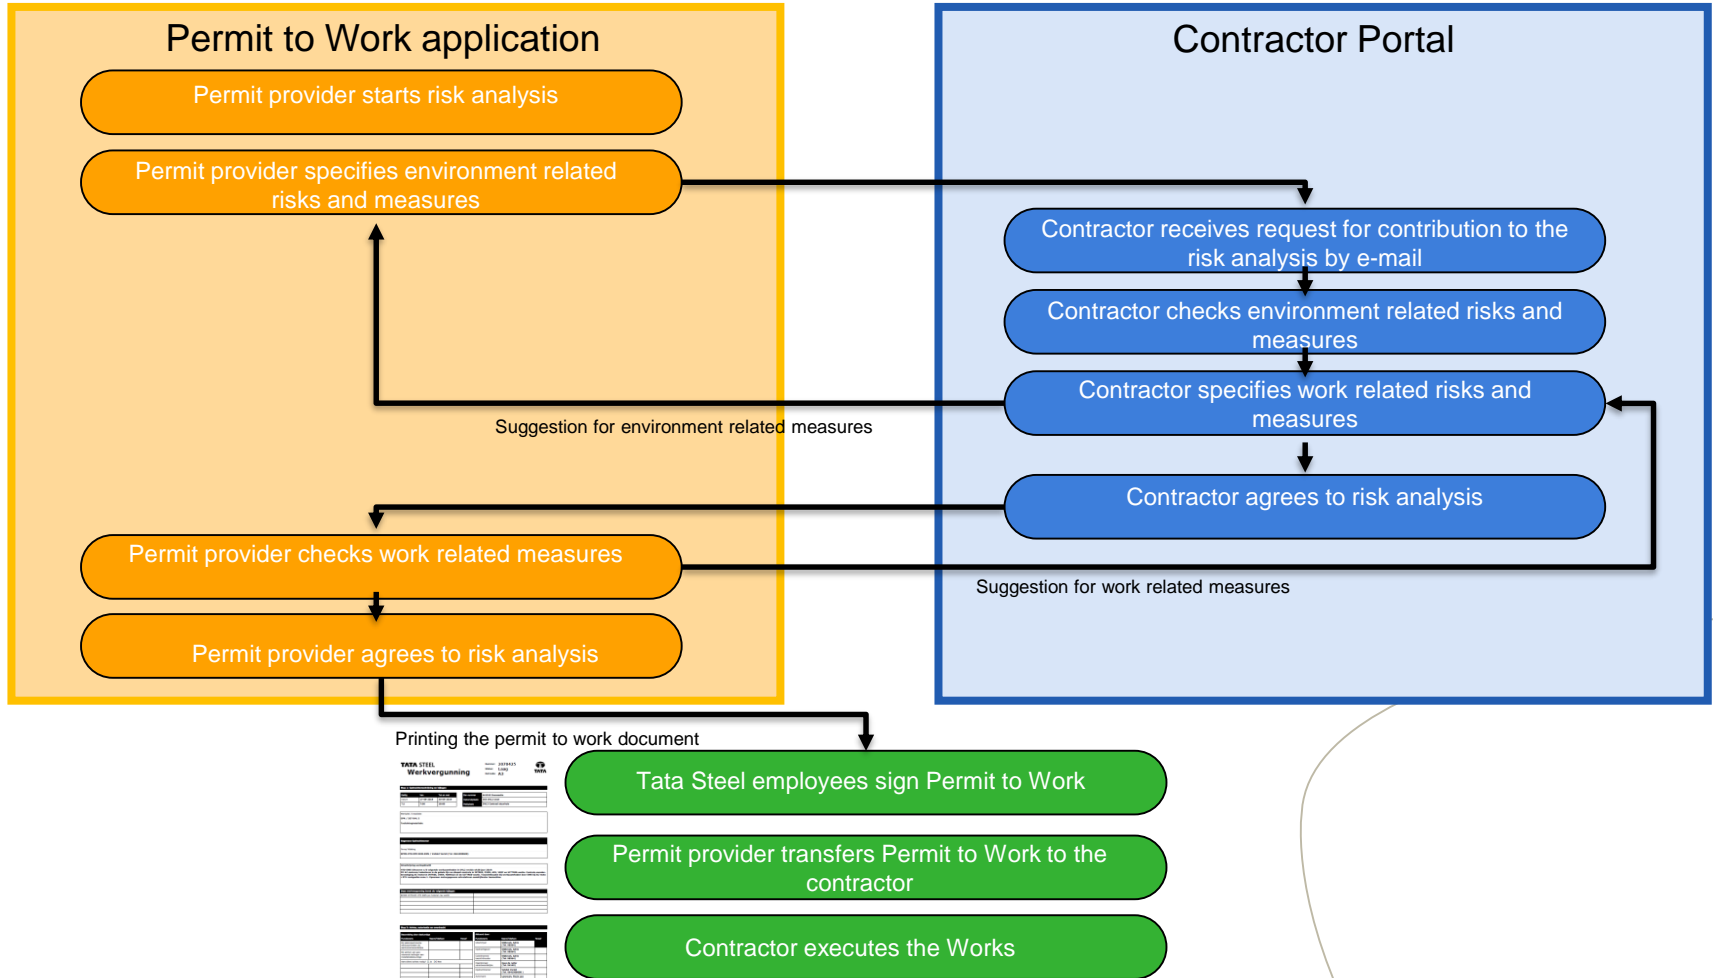 Permit to Work application
Permit provider starts risk analysis
Permit provider specifies environment related
risks and measures
Contractor Portal
Contractor receives request for contribution to the
risk analysis by e-mail
Contractor checks environment related risks and
measures
Contractor specifies work related risks and
measures
Suggestion for environment related measures
Contractor agrees to risk analysis
Permit provider checks work related measures
Suggestion for work related measures
Permit provider agrees to risk analysis
Printing the permit to work document
TATA STEEL
Werkvergunning
TATA
Tata Steel employees sign Permit to Work
Permit provider transfers Permit to Work to the
contractor
Contractor executes the Works